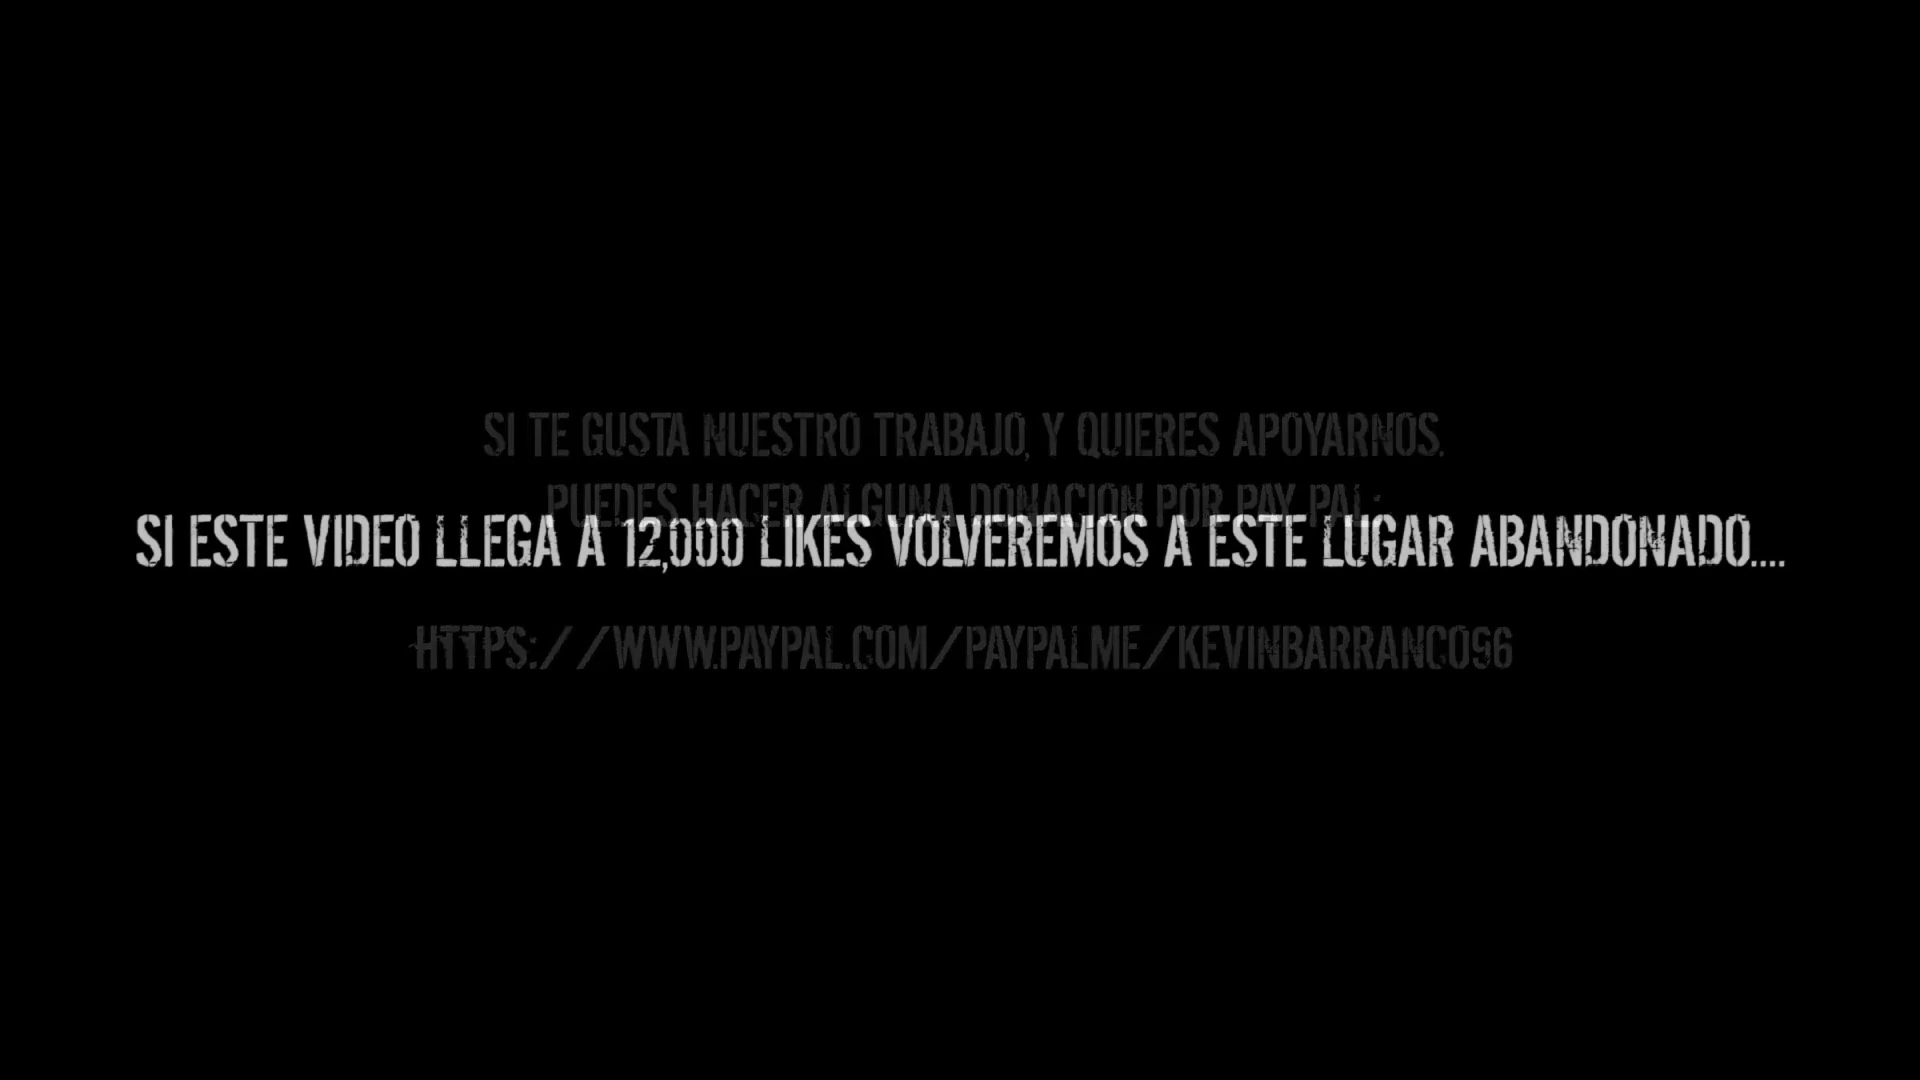 SI TE GUSTA NUESTRO TRABAJO, Y QUIERES APOYARNOS.
PUEDES HACER ALGUNA DONACION POR PAY PAL:
SI ESTE VIDEO LLEGA A 12,000 LIKES VOLVEREMOS A ESTE LUGAR ABANDONADO....
HTTPS://WWW.PAYPAL.COM/PAYPALME/KEVINBARRANCO96